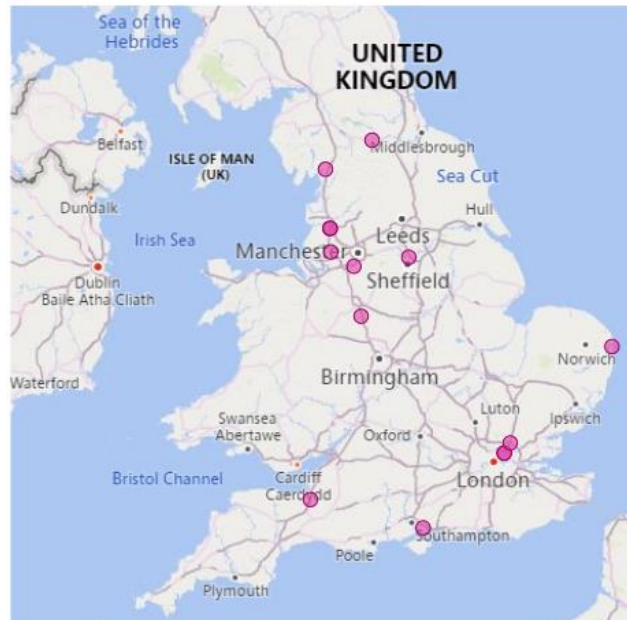 Sea of the
Hebrides
UNITED
KINGDOM
Belfast
Middlesbrough
ISLE OF MAN
(UK)
Sea Cut
Dundalk
Irish Sea
Leeds
Hull
Manchester
Sheffield
Dublin
Baile Atha Cliath
Norwich
Birmingham
Waterford
Luton
Ipswich
Swansea
Abertawe
Oxford
Bristol Channel
Cardiff
Caerdydd
London
Southampton
Poole
Plymouth